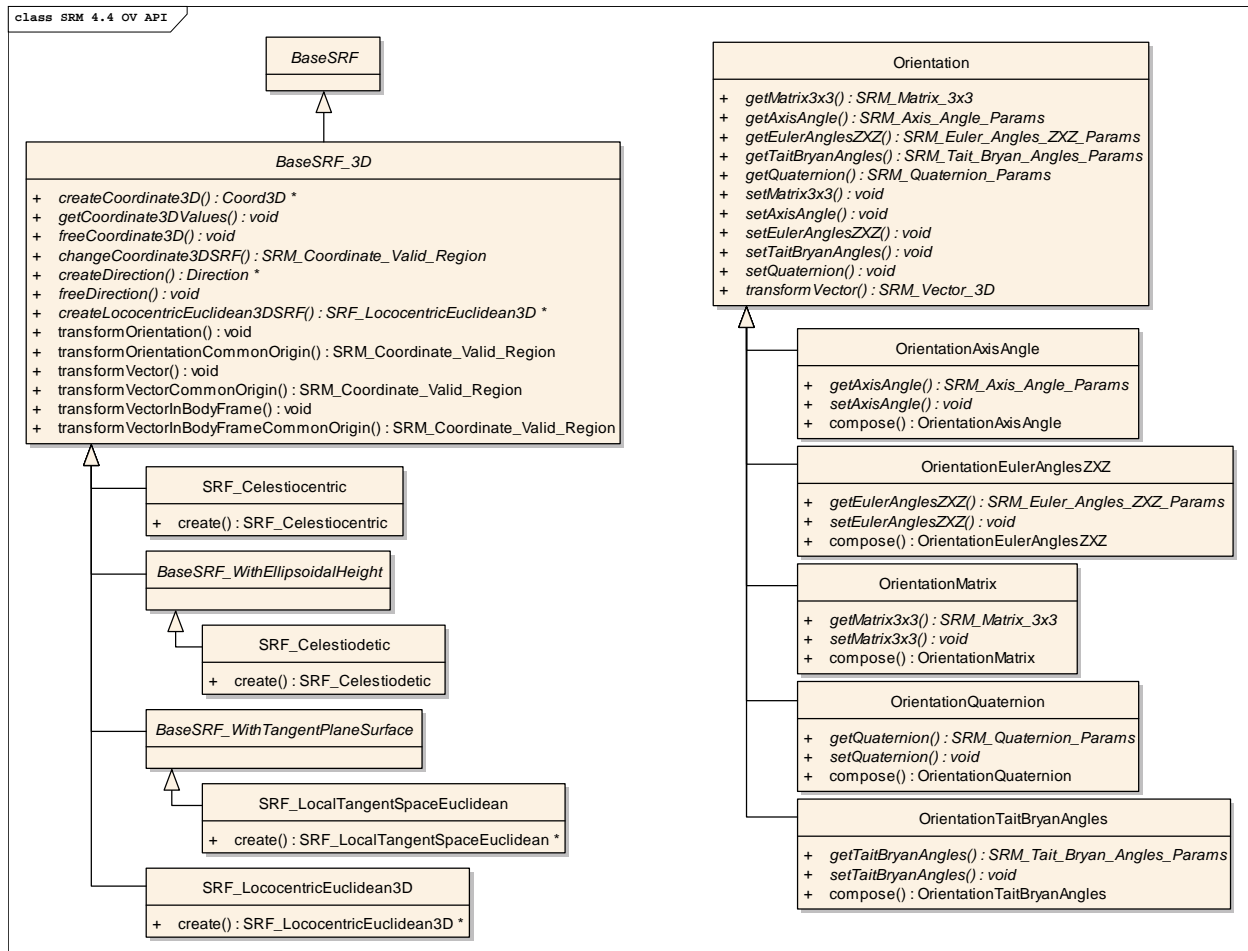 class SRM 4.4 OV API
BaseSRF
BaseSRF_3D
+ createCoordinate3D() : Coord3D *
+ getCoordinate3DValues() : void
+ freeCoordinate3D() : void
+ changeCoordinate3DSRF() : SRM_Coordinate_Valid_Region
+ createDirection() : Direction *
+ freeDirection() : void
+ createLococentricEuclidean3DSRF() : SRF_LococentricEuclidean3D *
+ transformOrientation() : void
+ transformOrientationCommonOrigin() : SRM_Coordinate_Valid_Region
+ transformVector() : void
+ transformVectorCommonOrigin() : SRM_Coordinate_Valid_Region
+ transformVectorInBodyFrame() : void
+ transformVectorInBodyFrameCommonOrigin() : SRM_Coordinate_Valid_Region
SRF_Celestiocentric
+ create() : SRF_Celestiocentric
BaseSRF_WithEllipsoidalHeight
SRF_Celestiodetic
+ create() : SRF_Celestiodetic
BaseSRF_WithTangentPlaneSurface
SRF_LocalTangentSpaceEuclidean
+ create() : SRF_LocalTangentSpaceEuclidean *
SRF_LococentricEuclidean3D
+ create() : SRF_LococentricEuclidean3D *
Orientation
+ getMatrix3x3() : SRM_Matrix_3x3
+ getAxisAngle() : SRM_Axis_Angle_Params
+ getEulerAnglesZXZ() : SRM_Euler_Angles_ZXZ_Params
+ getTaitBryanAngles() : SRM_Tait_Bryan_Angles_Params
+ getQuaternion() : SRM_Quaternion_Params
+ setMatrix3x3() : void
+ setAxisAngle() : void
+ setEulerAnglesZXZ() : void
+ setTaitBryanAngles() : void
+ setQuaternion() : void
+ transformVector() : SRM_Vector_3D
OrientationAxisAngle
+ getAxisAngle() : SRM_Axis_Angle_Params
+ setAxisAngle() : void
+ compose() : OrientationAxisAngle
OrientationEulerAnglesZXZ
+ getEulerAnglesZXZ() : SRM_Euler_Angles_ZXZ_Params
+ setEulerAnglesZXZ() : void
+ compose() : OrientationEulerAnglesZXZ
OrientationMatrix
+ getMatrix3x3() : SRM_Matrix_3x3
+ setMatrix3x3() : void
+ compose() : OrientationMatrix
OrientationQuaternion
+ getQuaternion() : SRM_Quaternion_Params
+ setQuaternion() : void
+ compose() : OrientationQuaternion
OrientationTaitBryanAngles
+ getTaitBryanAngles() : SRM_Tait_Bryan_Angles_Params
+ setTaitBryanAngles() : void
+ compose() : OrientationTaitBryanAngles